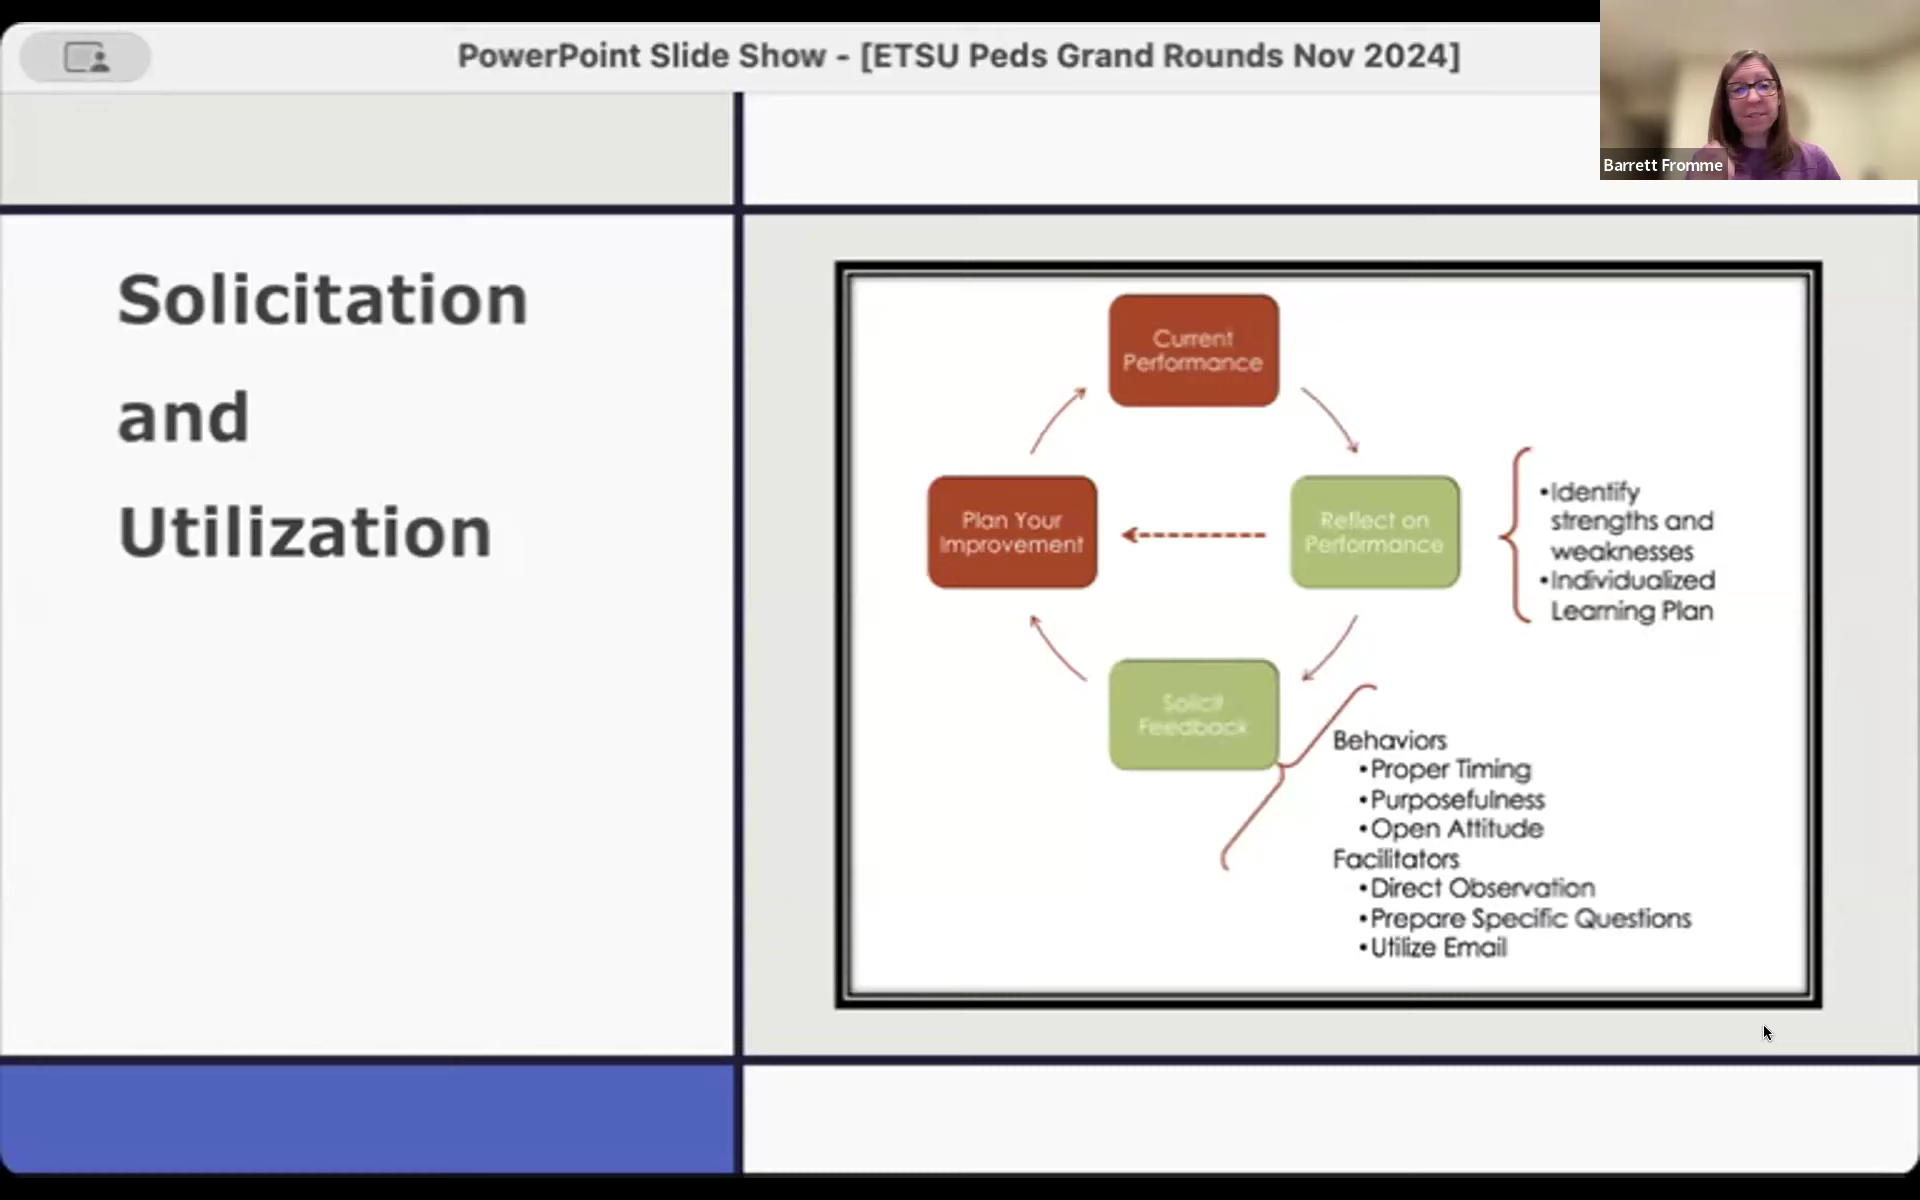 PowerPoint Slide Show - [ETSU Peds Grand Rounds Nov 2024]
Barrett Fromme
Solicitation
and
Utilization
Current
Performance
Plan Your
Improvement
Reflect on
Performance
•Identify
strengths and
weaknesses
•Individualized
Learning Plan
Solicit
Feedback
Behaviors
•Proper Timing
•Purposefulness
•Open Attitude
Facilitators
•Direct Observation
•Prepare Specific Questions
•Utilize Email